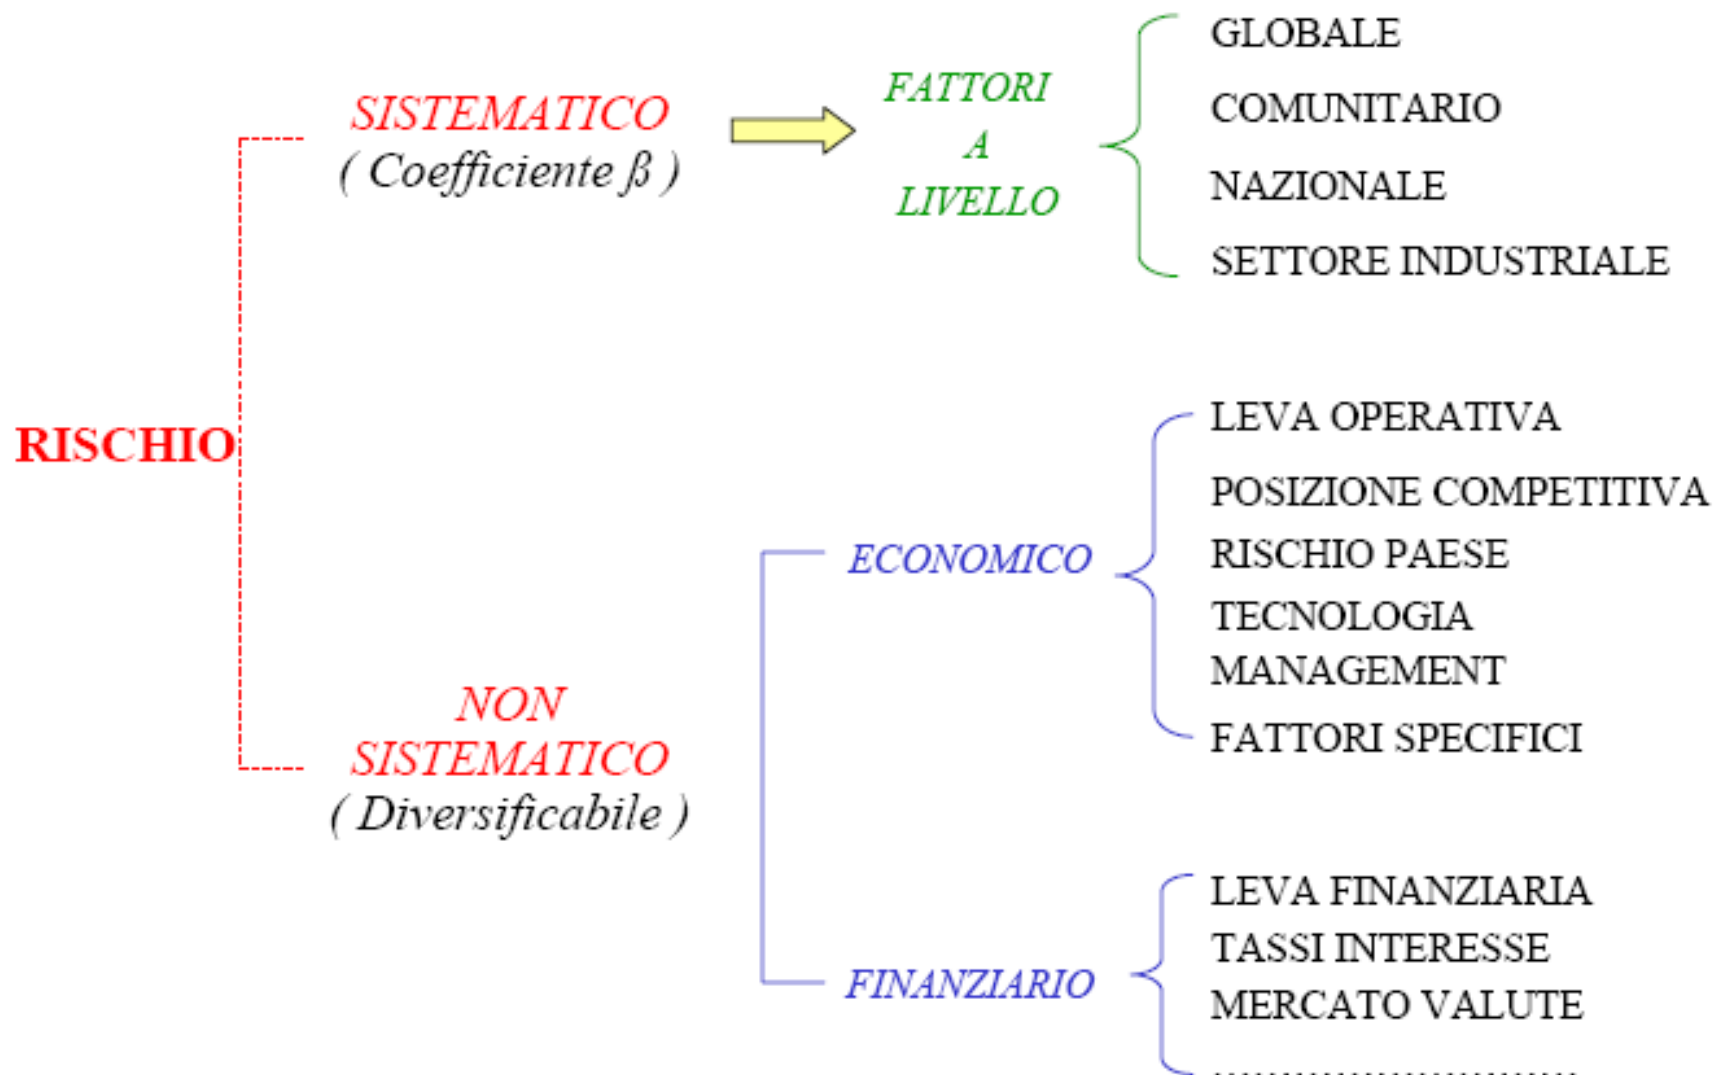 RISCHIO
SISTEMATICO
( Coefficiente ß )
FATTORI
A
LIVELLO
GLOBALE
COMUNITARIO
NAZIONALE
SETTORE INDUSTRIALE
NON
SISTEMATICO
( Diversificabile )
ECONOMICO
LEVA OPERATIVA
POSIZIONE COMPETITIVA
RISCHIO PAESE
TECNOLOGIA
MANAGEMENT
FATTORI SPECIFICI
FINANZIARIO
LEVA FINANZIARIA
TASSI INTERESSE
MERCATO VALUTE
...........................